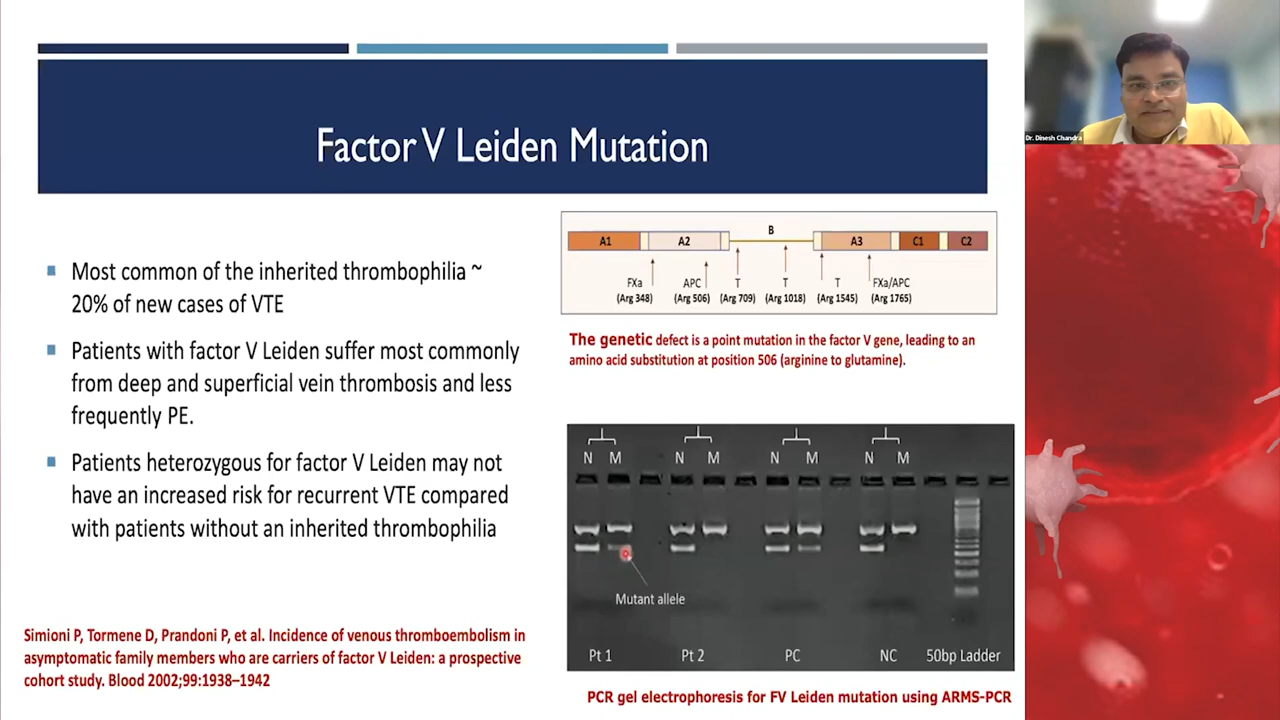 Factor V Leiden Mutation
Dr. Dinesh Chandra
Most common of the inherited thrombophilia ~
20% of new cases of VTE
Patients with factor V Leiden suffer most commonly
from deep and superficial vein thrombosis and less
frequently PE.
Patients heterozygous for factor V Leiden may not
have an increased risk for recurrent VTE compared
with patients without an inherited thrombophilia
Simioni P, Tormene D, Prandoni P, et al. Incidence of venous thromboembolism in
asymptomatic family members who are carriers of factor V Leiden: a prospective
cohort study. Blood 2002;99:1938–1942
A1 A2 B A3 C1 C2
FXa APC T T T FXa/APC
(Arg 348) (Arg 506) (Arg 709) (Arg 1018) (Arg 1545) (Arg 1765)
The genetic defect is a point mutation in the factor V gene, leading to an
amino acid substitution at position 506 (arginine to glutamine).
N M N M N M N M
Mutant allele
Pt 1 Pt 2 PC NC 50bp Ladder
PCR gel electrophoresis for FV Leiden mutation using ARMS-PCR